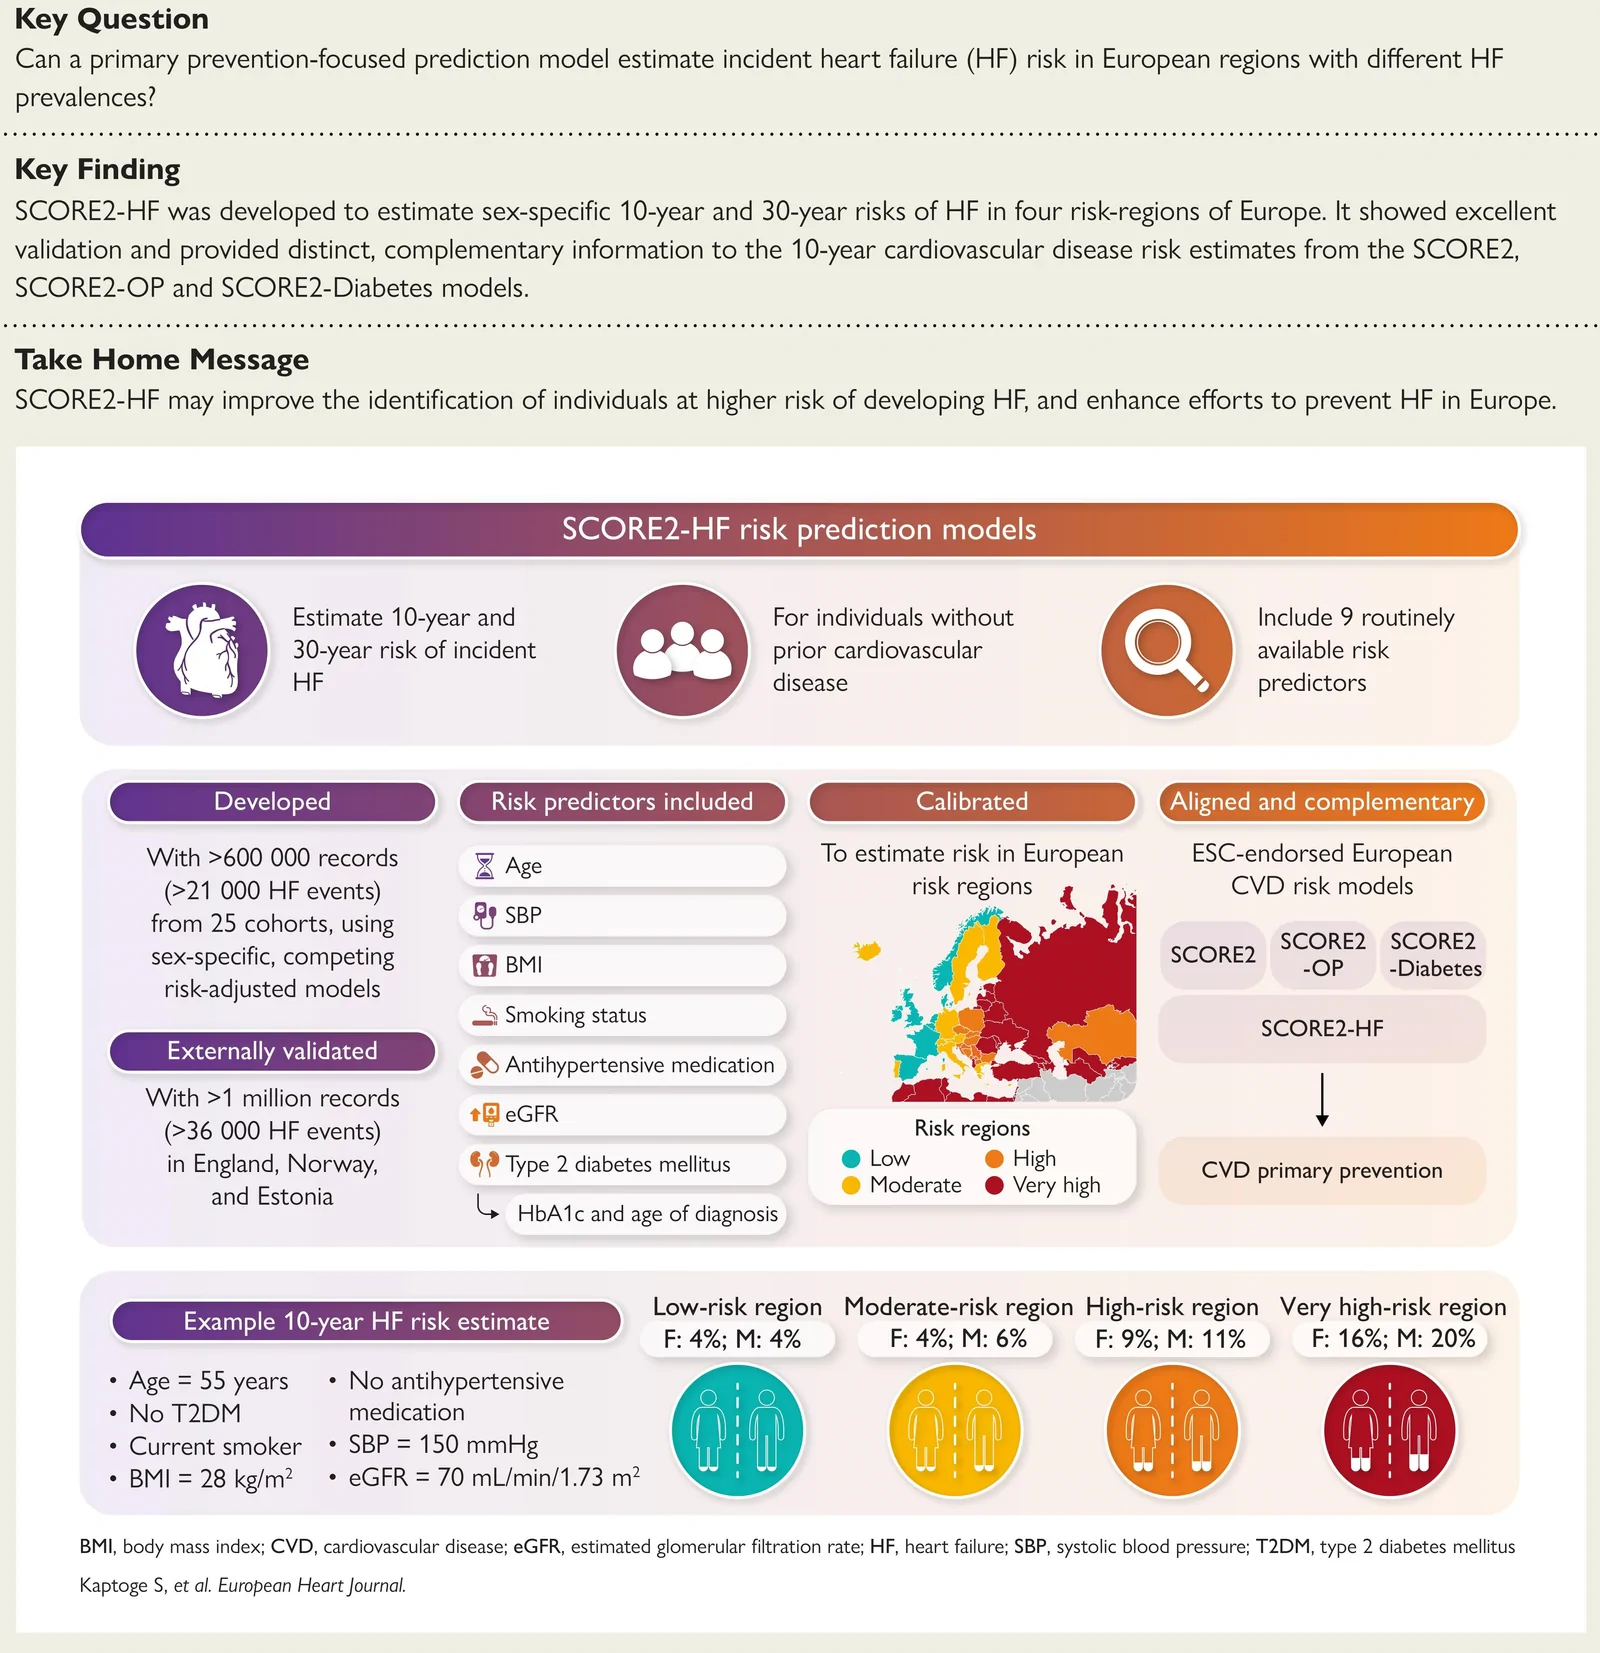 Key Question
Can a primary prevention-focused prediction model estimate incident heart failure (HF) risk in European regions with different HF
prevalences?
Key Finding
SCORE2-HF was developed to estimate sex-specific 10-year and 30-year risks of HF in four risk-regions of Europe. It showed excellent
validation and provided distinct, complementary information to the 10-year cardiovascular disease risk estimates from the SCORE2,
SCORE2-OP and SCORE2-Diabetes models.
Take Home Message
SCORE2-HF may improve the identification of individuals at higher risk of developing HF, and enhance efforts to prevent HF in Europe.
SCORE2-HF risk prediction models
Estimate 10-year and
30-year risk of incident
HF
For individuals without
prior cardiovascular
disease
Include 9 routinely
available risk
predictors
Developed
With >600 000 records
(>21 000 HF events)
from 25 cohorts, using
sex-specific, competing
risk-adjusted models
Externally validated
With >1 million records
(>36 000 HF events)
in England, Norway,
and Estonia
Risk predictors included
Age
SBP
BMI
Smoking status
Antihypertensive medication
eGFR
Type 2 diabetes mellitus
HbA1c and age of diagnosis
Calibrated
To estimate risk in European
risk regions
Risk regions
Low
High
Moderate
Very high
Aligned and complementary
ESC-endorsed European
CVD risk models
SCORE2
SCORE2
-OP
SCORE2
-Diabetes
SCORE2-HF
CVD primary prevention
Example 10-year HF risk estimate
• Age = 55 years
• No T2DM
• Current smoker
• BMI = 28 kg/m²
• No antihypertensive
medication
• SBP = 150 mmHg
• eGFR = 70 mL/min/1.73 m²
Low-risk region
F: 4%; M: 4%
Moderate-risk region
F: 4%; M: 6%
High-risk region
F: 9%; M: 11%
Very high-risk region
F: 16%; M: 20%
BMI, body mass index; CVD, cardiovascular disease; eGFR, estimated glomerular filtration rate; HF, heart failure; SBP, systolic blood pressure; T2DM, type 2 diabetes mellitus
Kaptoge S, et al. European Heart Journal.